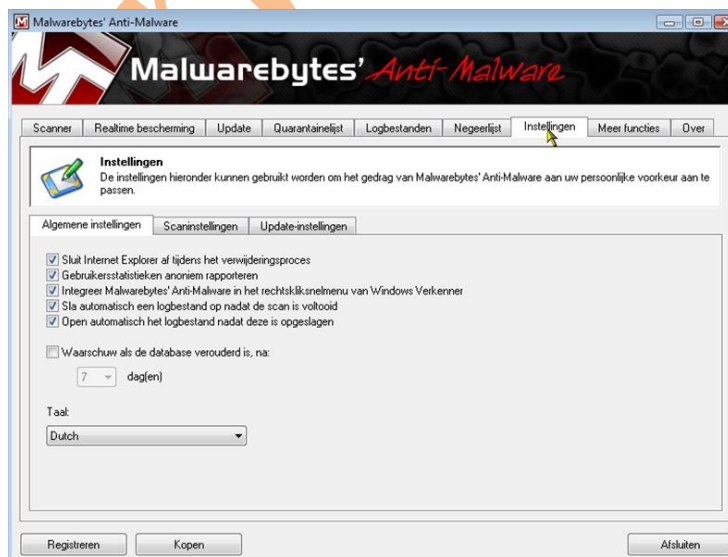 Malwarebytes' Anti-Malware
Malwarebytes' Anti-Malware
Scanner Realtime bescherming Update Quarantainelijst Logbestanden Negeerlijst Instellingen Meer functies Over
Instellingen
De instellingen hieronder kunnen gebruikt worden om het gedrag van Malwarebytes' Anti-Malware aan uw persoonlijke voorkeur aan te
passen.
Algemene instellingen Scaninstellingen Update-instellingen
Sluit Internet Explorer af tijdens het verwijderingsproces
Gebruikersstatistieken anoniem rapporteren
Integreer Malwarebytes' Anti-Malware in het rechtskliksnelmenu van Windows Verkenner
Sla automatisch een logbestand op nadat de scan is voltooid
Open automatisch het logbestand nadat deze is opgeslagen
Waarschuw als de database verouderd is, na:
7 dag(en)
Taal:
Dutch
Registreren Kopen Afsluiten